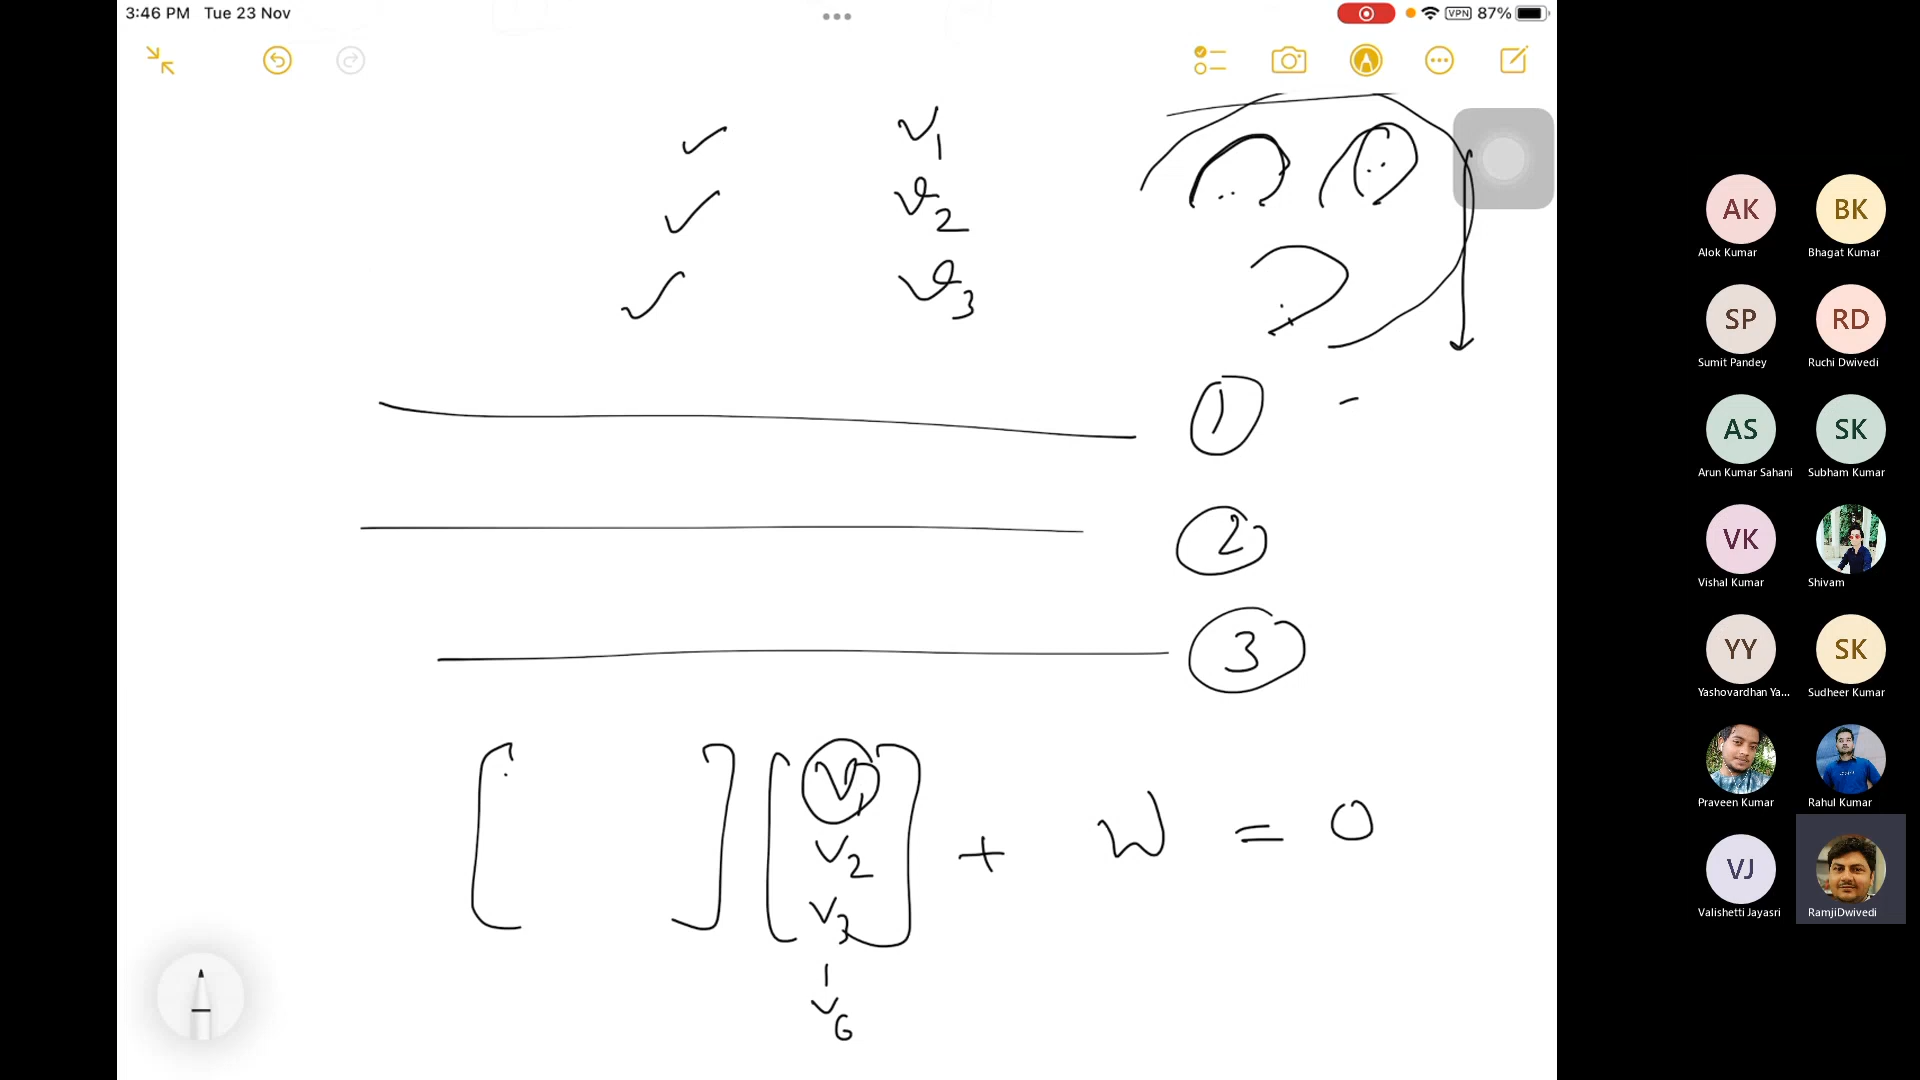 3:46 PM Tue 23 Nov VPN 87%
✓ V1
✓ V2
✓ V3
1 -
2
3
[ ] [ V1 V2 V3 ] + W = 0
V6
AK BK
Alok Kumar Bhagat Kumar
SP RD
Sumit Pandey Ruchi Dwivedi
AS SK
Arun Kumar Sahani Subham Kumar
VK
Vishal Kumar Shivam
YY SK
Yashovardhan Ya... Sudheer Kumar
Praveen Kumar Rahul Kumar
VJ
Valishetti Jayasri RamjiDwivedi